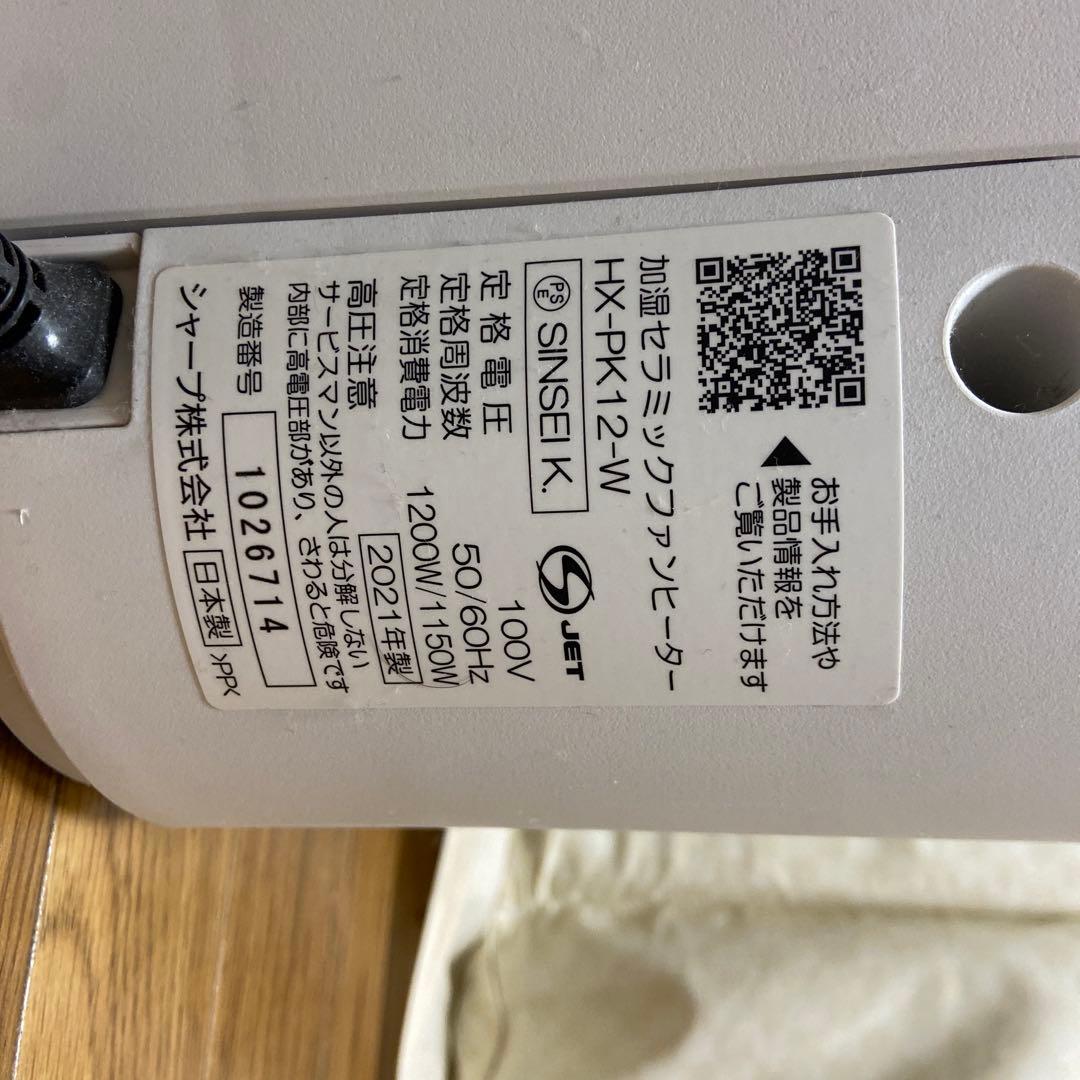 お手入れ方法や
製品情報を
ご覧いただけます
加湿セラミックファンヒーター
HX-PK12-W
PS
E
SINSEI K.
JET
定格電圧 100V
定格周波数 50/60Hz
定格消費電力 1200W/1150W
高圧注意 2021年製
サービスマン以外の人は分解しない
内部に高電圧部があり、さわると危険です
製造番号 1026714
シャープ株式会社 日本製 >PP<